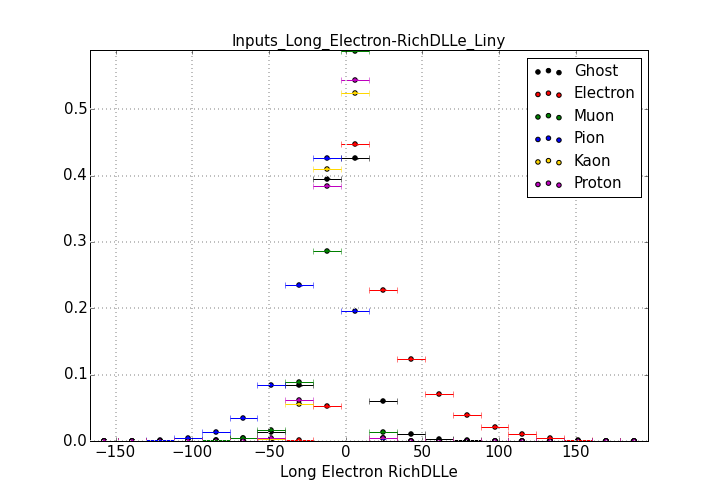 Inputs_Long_Electron-RichDLLe_Liny
Ghost
Electron
Muon
Pion
Kaon
Proton
0.5
0.4
0.3
0.2
0.1
0.0
−150 −100 −50 0 50 100 150
Long Electron RichDLLe